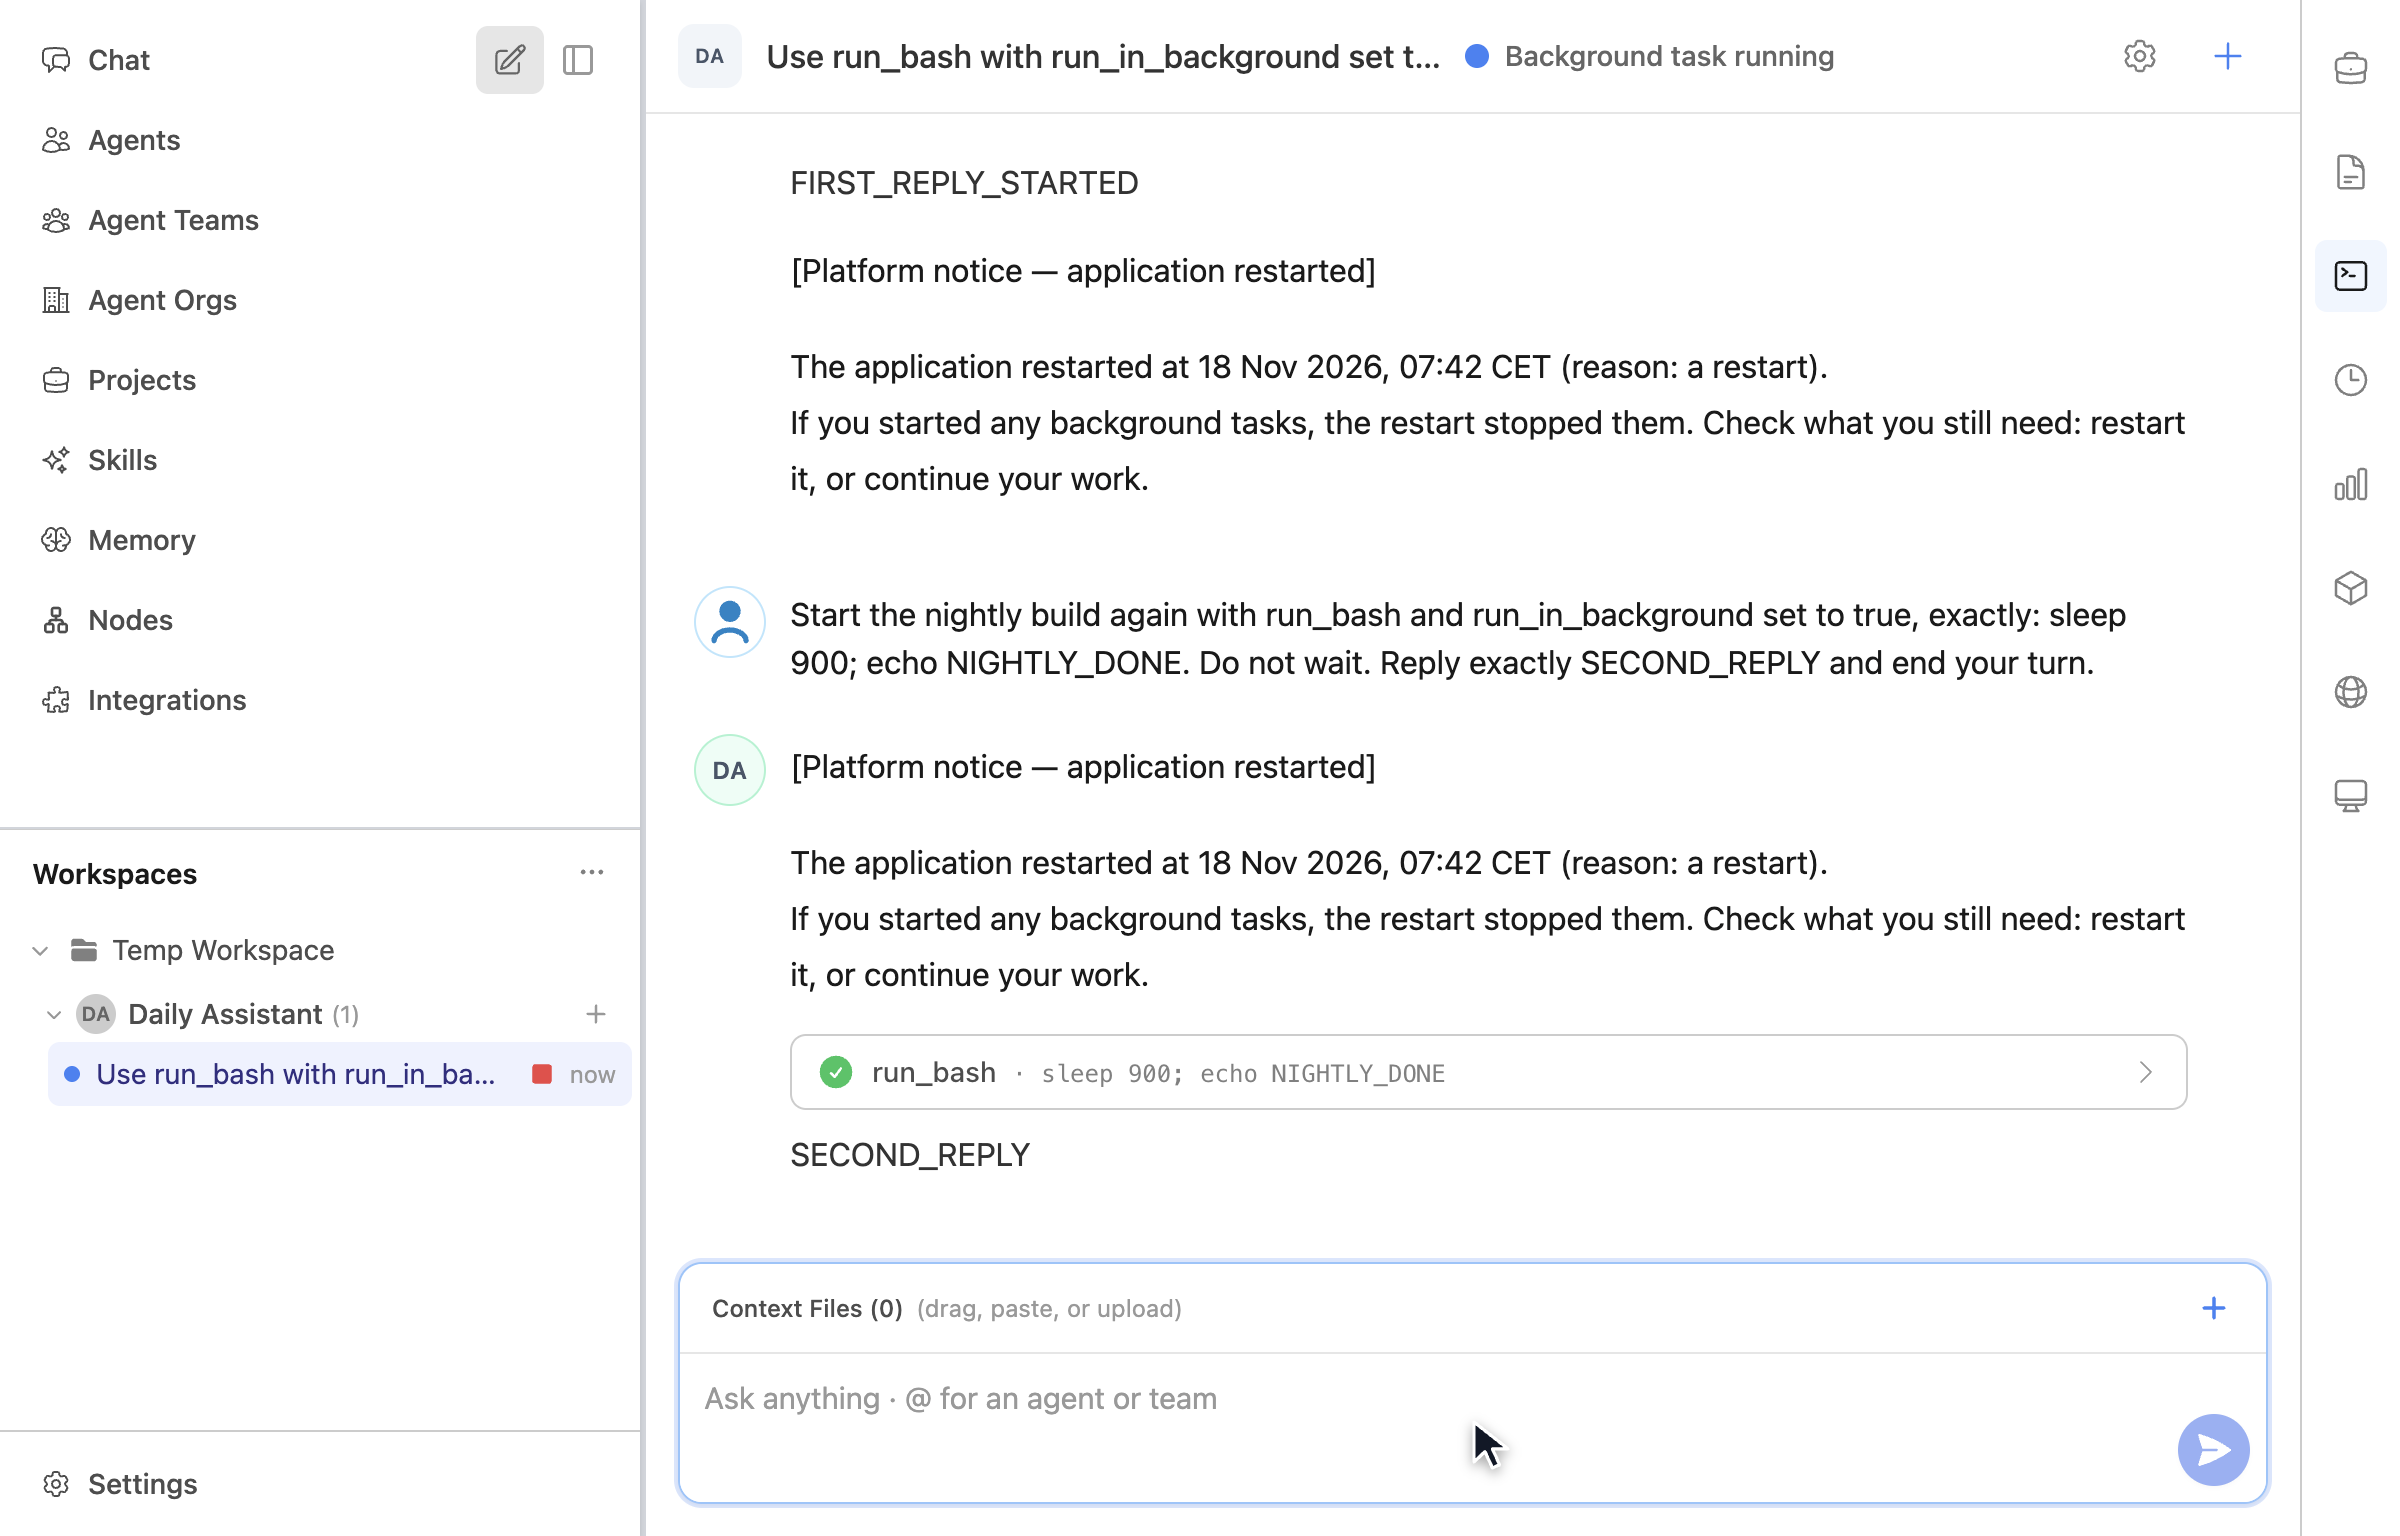 Chat
Agents
Agent Teams
Agent Orgs
Projects
Skills
Memory
Nodes
Integrations
Workspaces
Temp Workspace
DA Daily Assistant (1)
Use run_bash with run_in_ba... now
Settings
DA Use run_bash with run_in_background set t... Background task running
FIRST_REPLY_STARTED
[Platform notice — application restarted]
The application restarted at 18 Nov 2026, 07:42 CET (reason: a restart).
If you started any background tasks, the restart stopped them. Check what you still need: restart
it, or continue your work.
Start the nightly build again with run_bash and run_in_background set to true, exactly: sleep
900; echo NIGHTLY_DONE. Do not wait. Reply exactly SECOND_REPLY and end your turn.
DA [Platform notice — application restarted]
The application restarted at 18 Nov 2026, 07:42 CET (reason: a restart).
If you started any background tasks, the restart stopped them. Check what you still need: restart
it, or continue your work.
run_bash · sleep 900; echo NIGHTLY_DONE
SECOND_REPLY
Context Files (0) (drag, paste, or upload)
Ask anything · @ for an agent or team